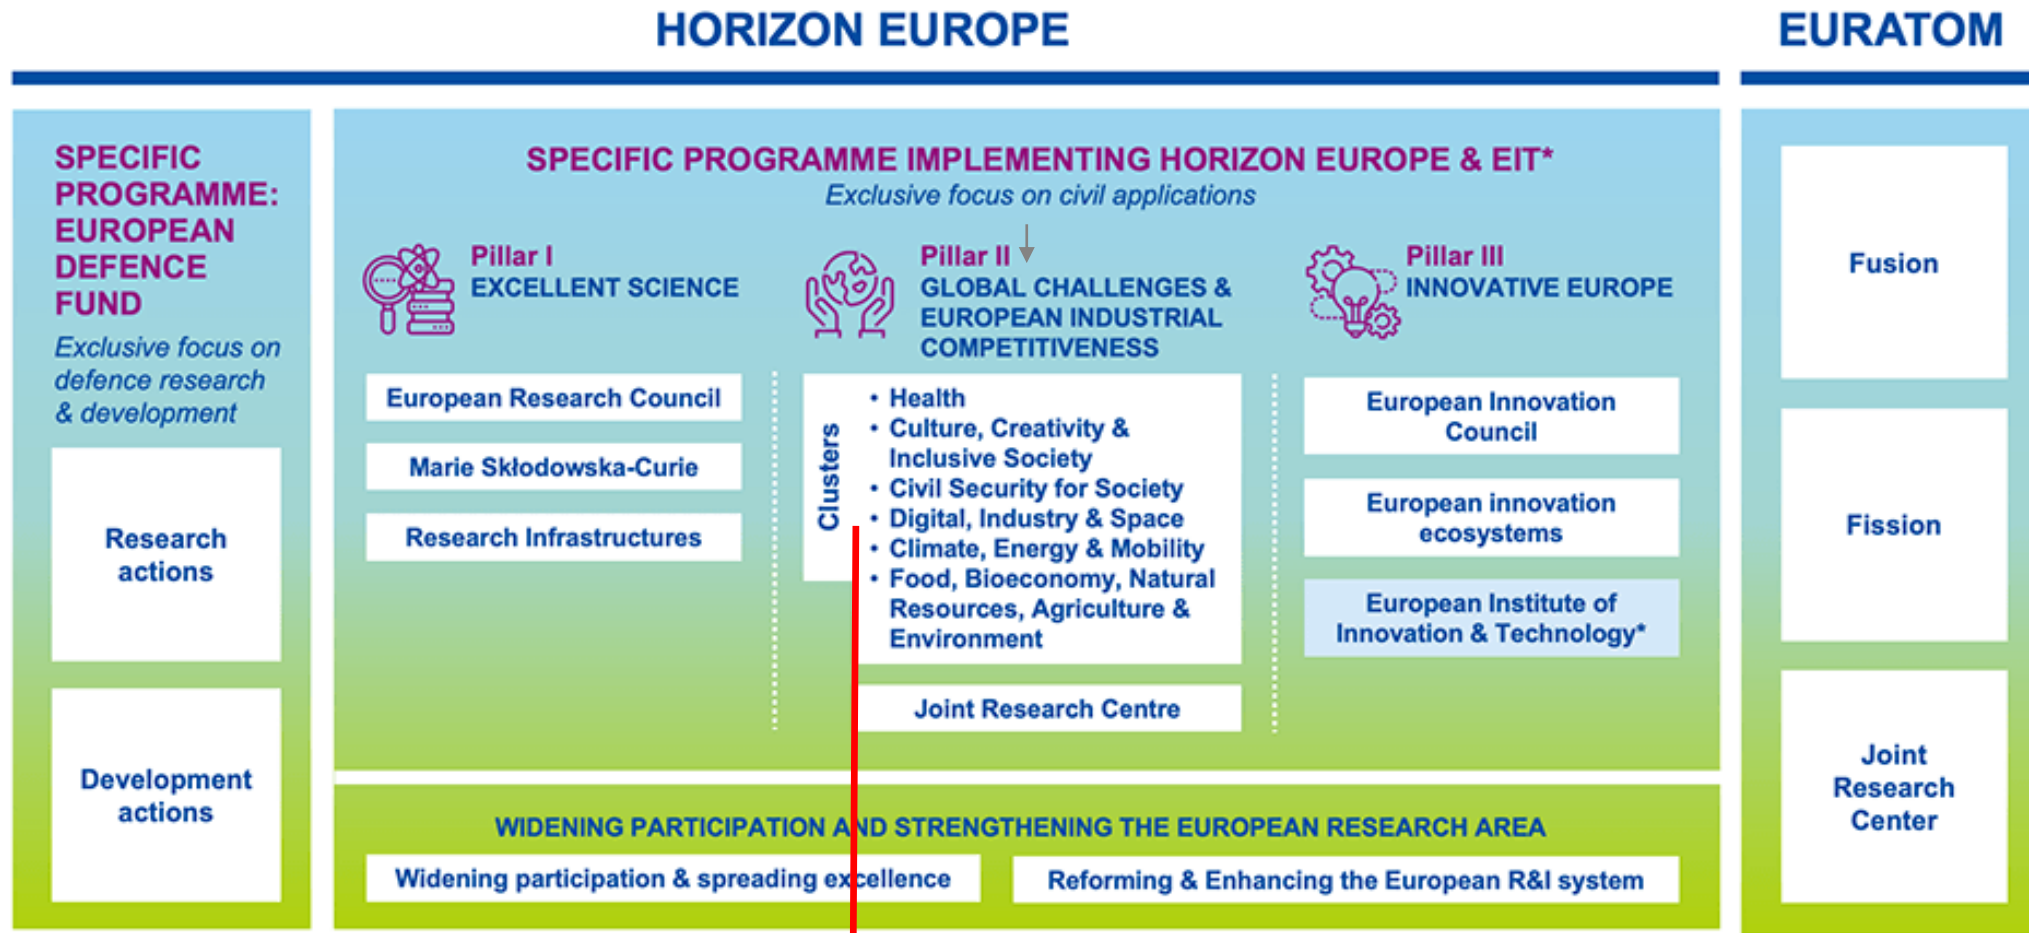 HORIZON EUROPE
EURATOM
SPECIFIC
PROGRAMME:
EUROPEAN
DEFENCE
FUND
Exclusive focus on
defence research
& development
Research
actions
Development
actions
SPECIFIC PROGRAMME IMPLEMENTING HORIZON EUROPE & EIT*
Exclusive focus on civil applications
Pillar I
EXCELLENT SCIENCE
European Research Council
Marie Skłodowska-Curie
Research Infrastructures
Pillar II
GLOBAL CHALLENGES &
EUROPEAN INDUSTRIAL
COMPETITIVENESS
Clusters
• Health
• Culture, Creativity &
Inclusive Society
• Civil Security for Society
• Digital, Industry & Space
• Climate, Energy & Mobility
• Food, Bioeconomy, Natural
Resources, Agriculture &
Environment
Joint Research Centre
Pillar III
INNOVATIVE EUROPE
European Innovation
Council
European innovation
ecosystems
European Institute of
Innovation & Technology*
WIDENING PARTICIPATION AND STRENGTHENING THE EUROPEAN RESEARCH AREA
Widening participation & spreading excellence
Reforming & Enhancing the European R&I system
Fusion
Fission
Joint
Research
Center